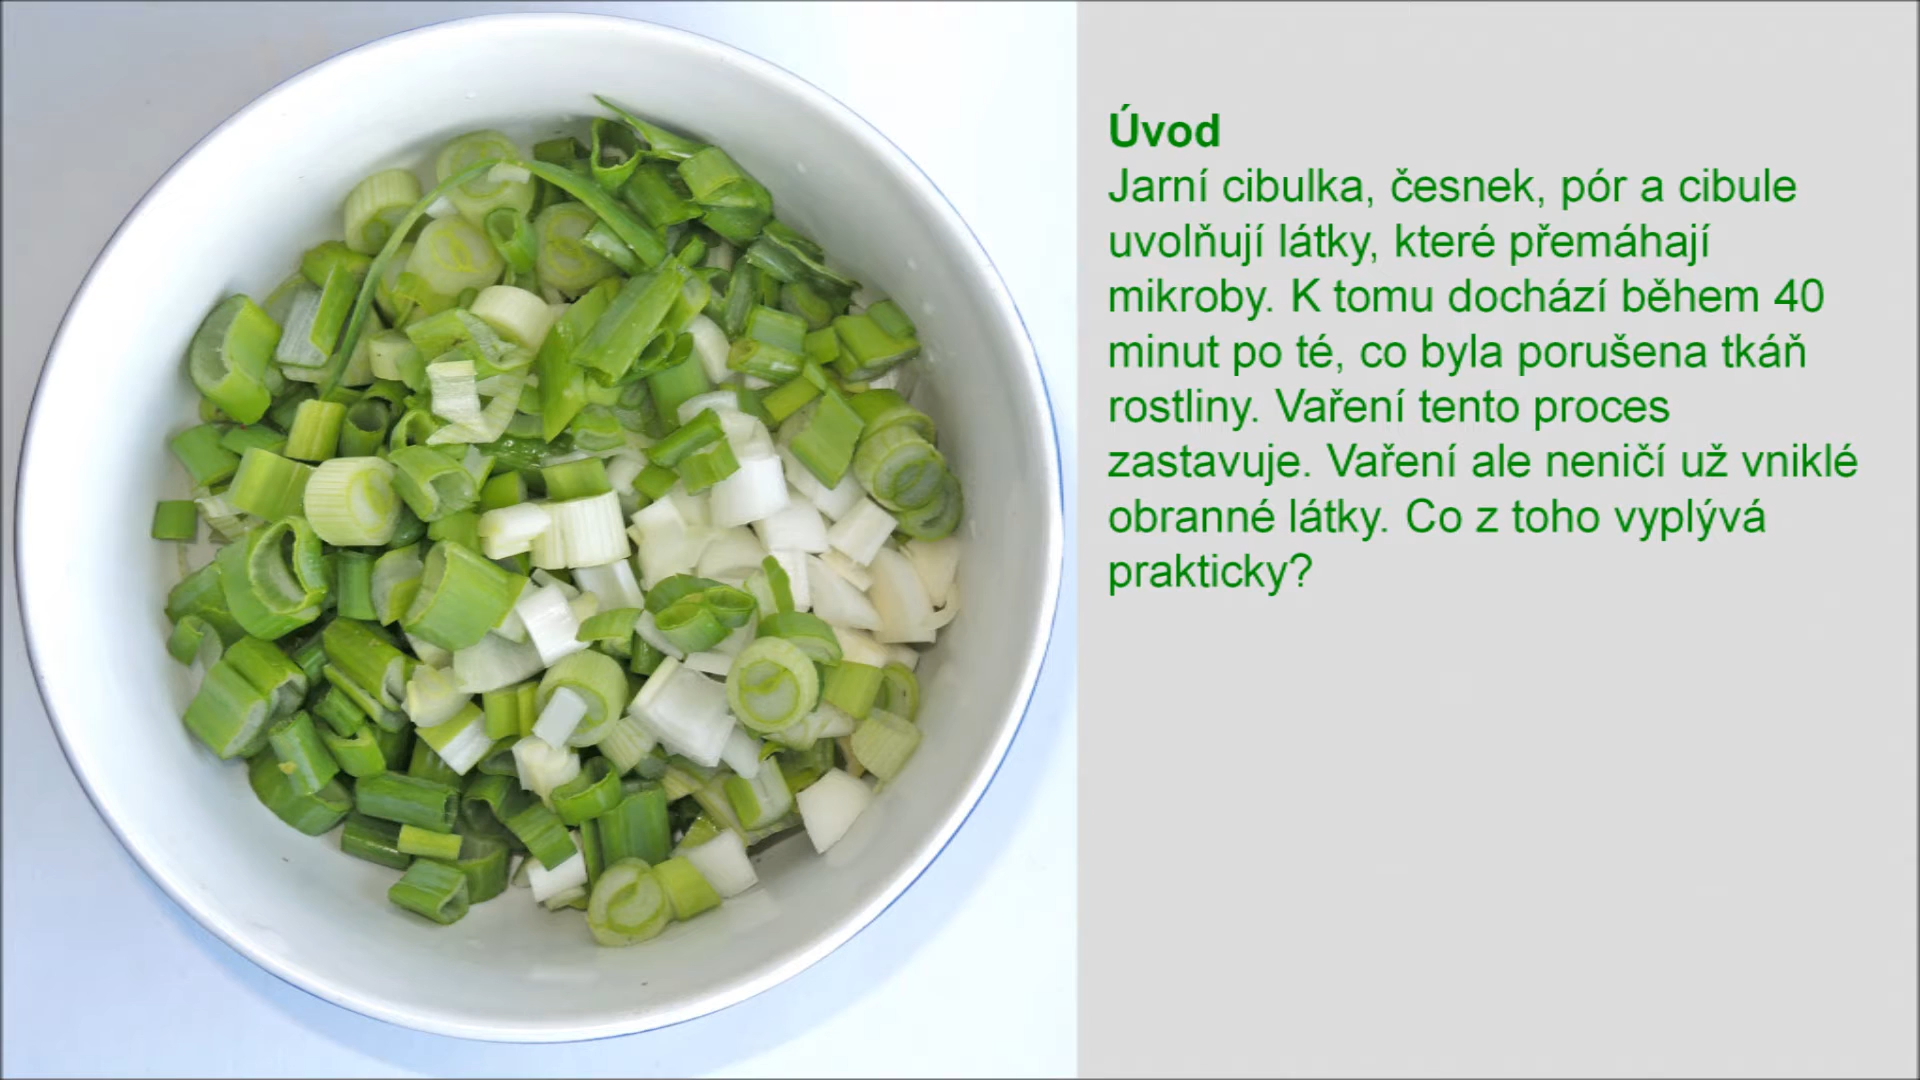 Úvod
Jarní cibulka, česnek, pór a cibule
uvolňují látky, které přemáhají
mikroby. K tomu dochází během 40
minut po té, co byla porušena tkáň
rostliny. Vaření tento proces
zastavuje. Vaření ale neničí už vniklé
obranné látky. Co z toho vyplývá
prakticky?